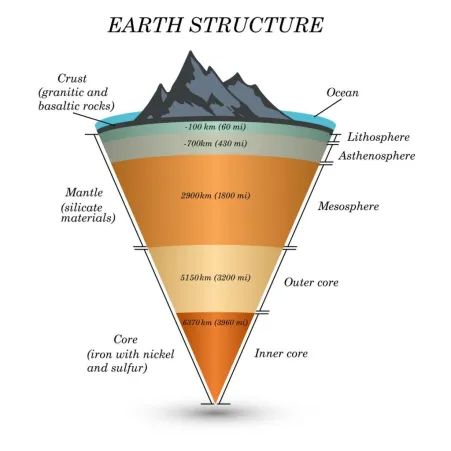 EARTH STRUCTURE
Crust
(granitic and
basaltic rocks)
Ocean
-100 km (60 mi)
Lithosphere
-700km (430 mi)
Asthenosphere
Mantle
(silicate
materials)
2900km (1800 mi)
Mesosphere
5150km (3200 mi)
Outer core
6370km (3960 mi)
Core
(iron with nickel
and sulfur)
Inner core